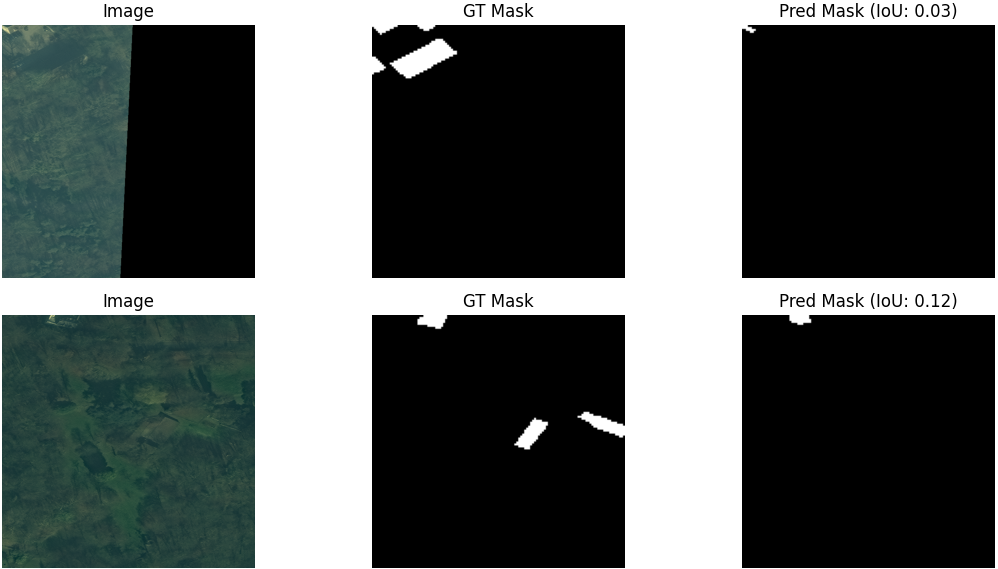 Image
GT Mask
Pred Mask (IoU: 0.03)
Image
GT Mask
Pred Mask (IoU: 0.12)